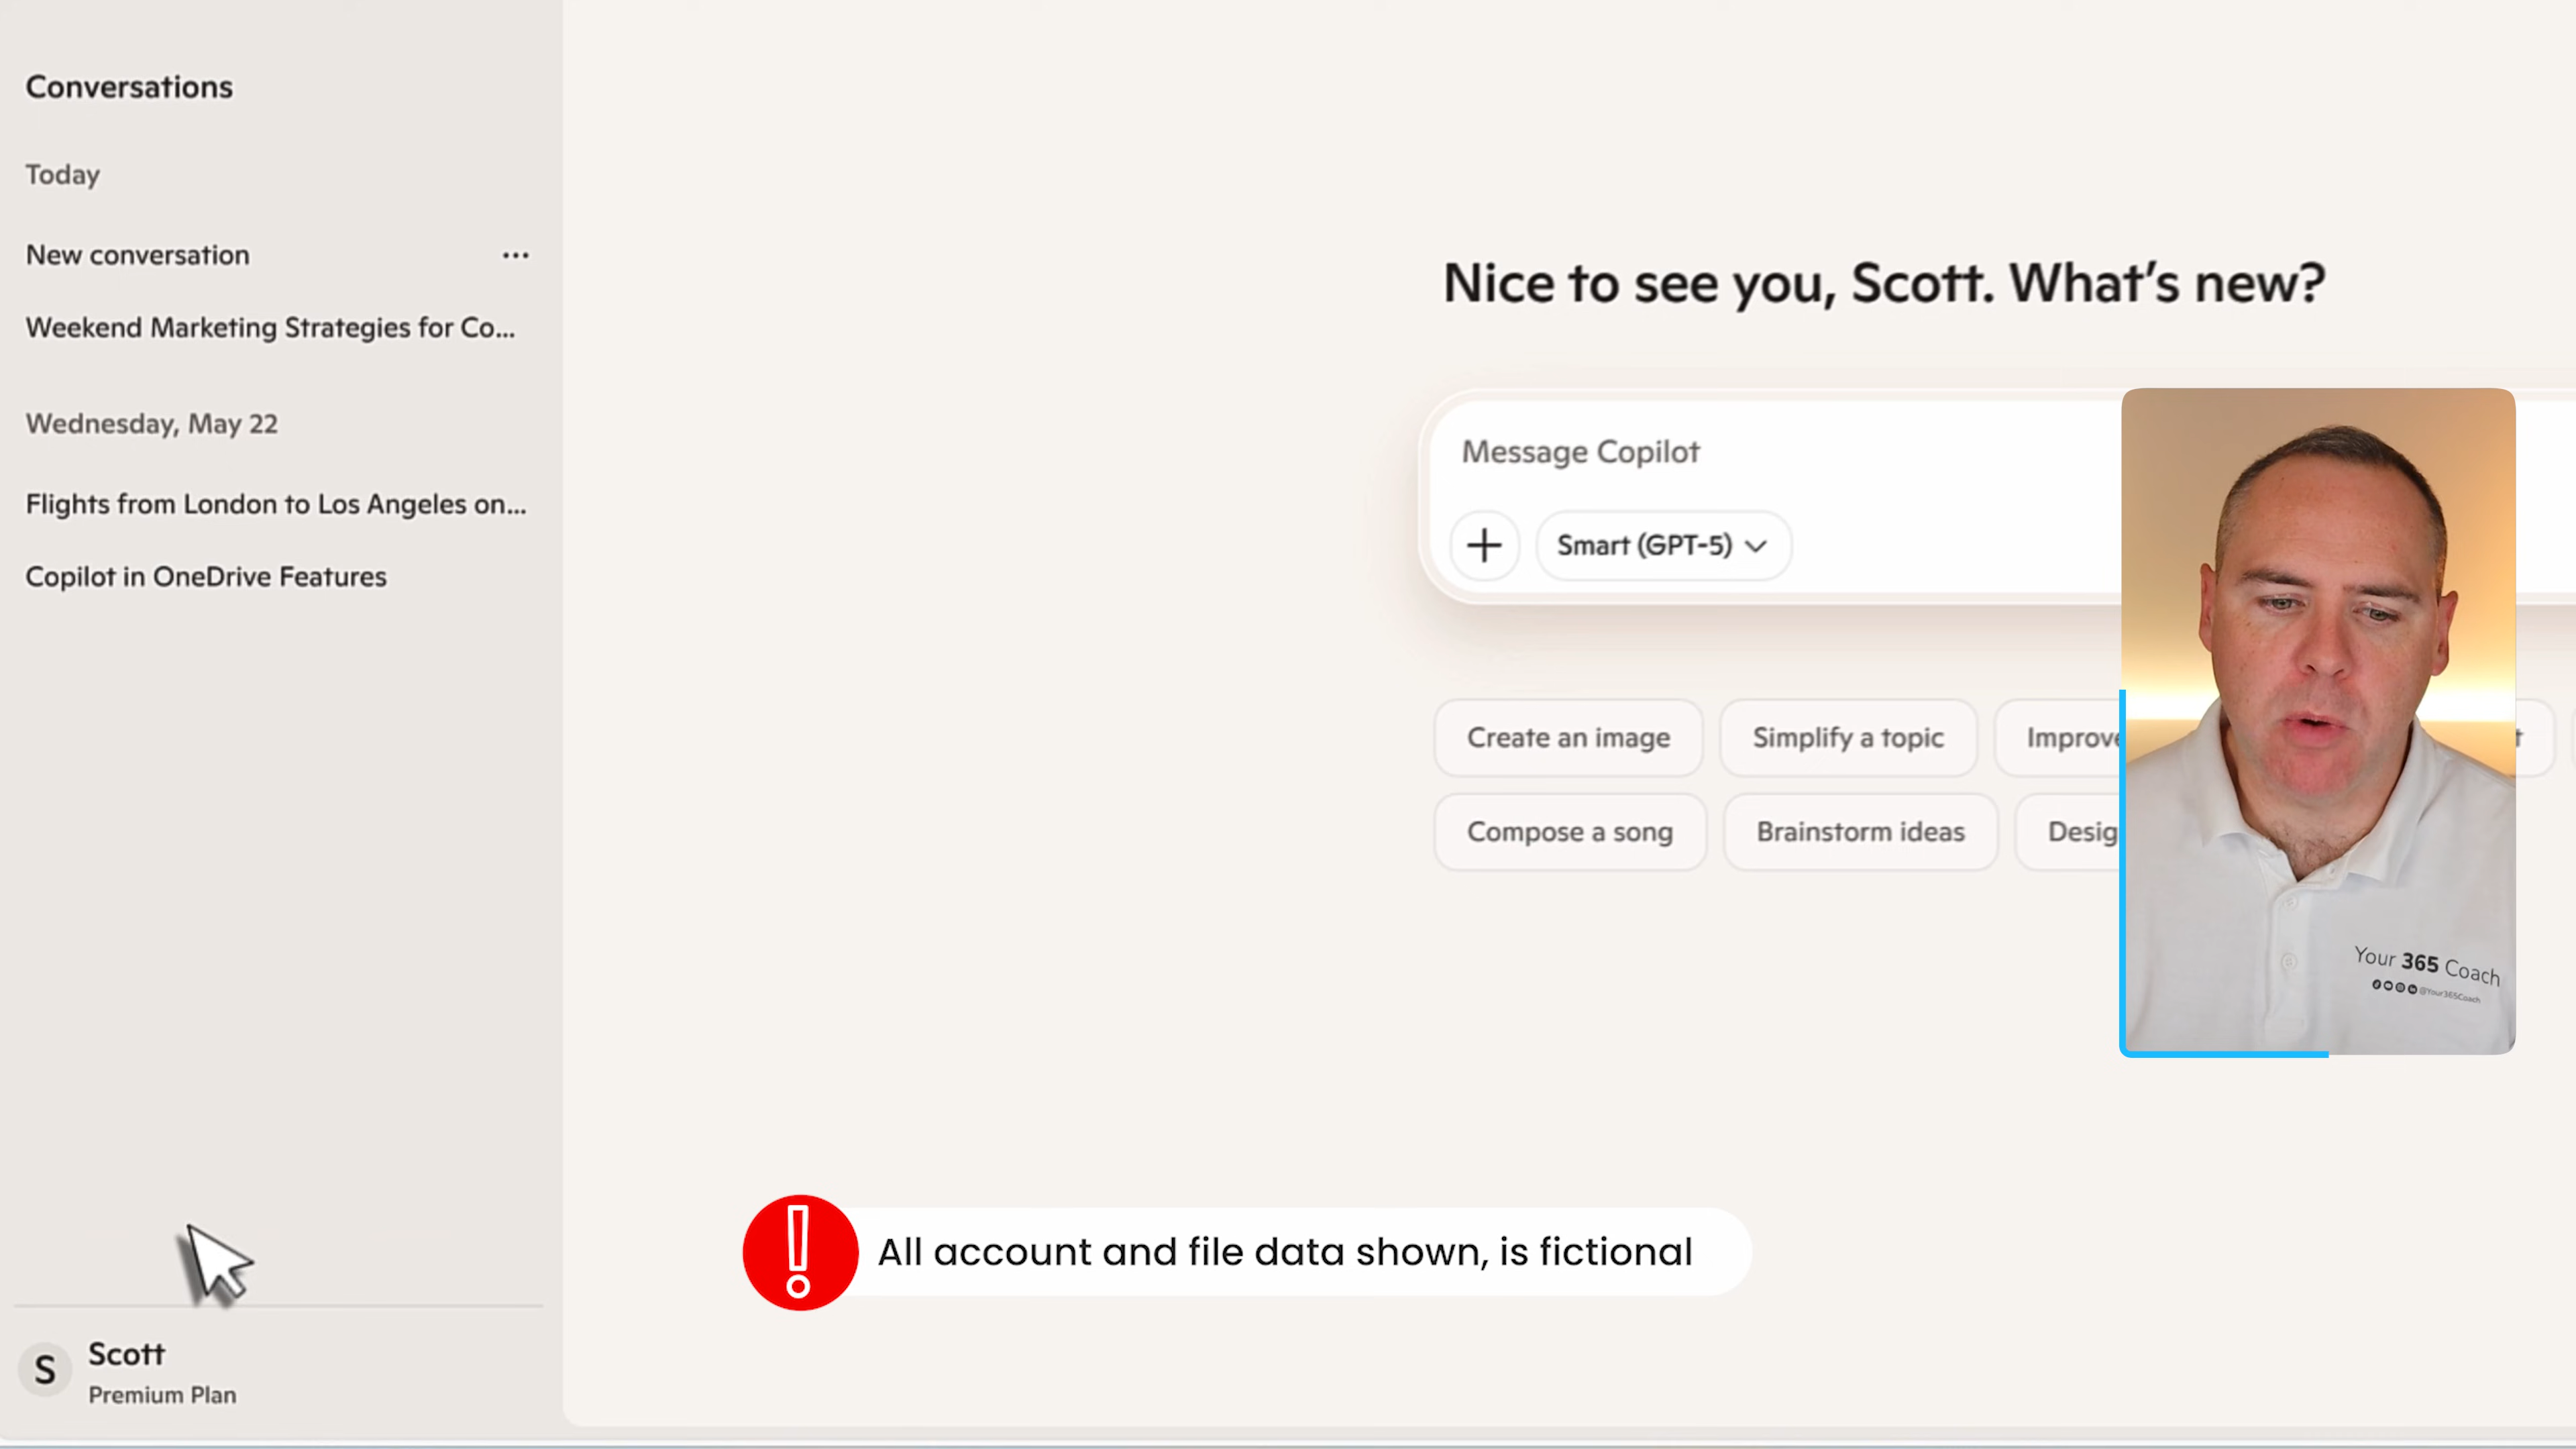 Conversations
Today
New conversation
Weekend Marketing Strategies for Co...
Wednesday, May 22
Flights from London to Los Angeles on...
Copilot in OneDrive Features
Scott
Premium Plan
S
Nice to see you, Scott. What's new?
Message Copilot
Smart (GPT-5)
Create an image
Simplify a topic
Improve
t
Compose a song
Brainstorm ideas
Desig
Your 365 Coach
@Your365Coach
All account and file data shown, is fictional